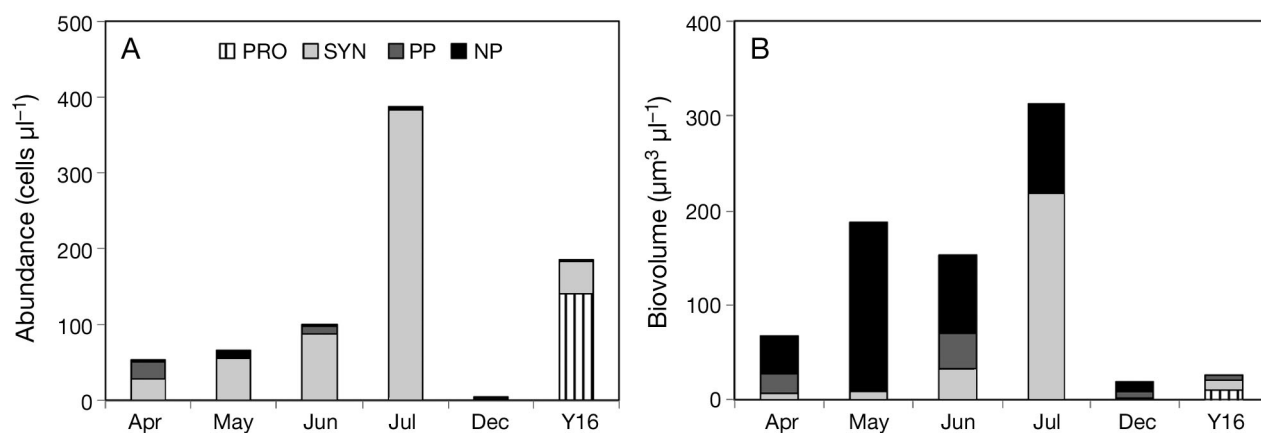 A
PRO SYN PP NP
Abundance (cells µl⁻¹)
500
400
300
200
100
0
Apr May Jun Jul Dec Y16
B
Biovolume (µm³ µl⁻¹)
400
300
200
100
0
Apr May Jun Jul Dec Y16